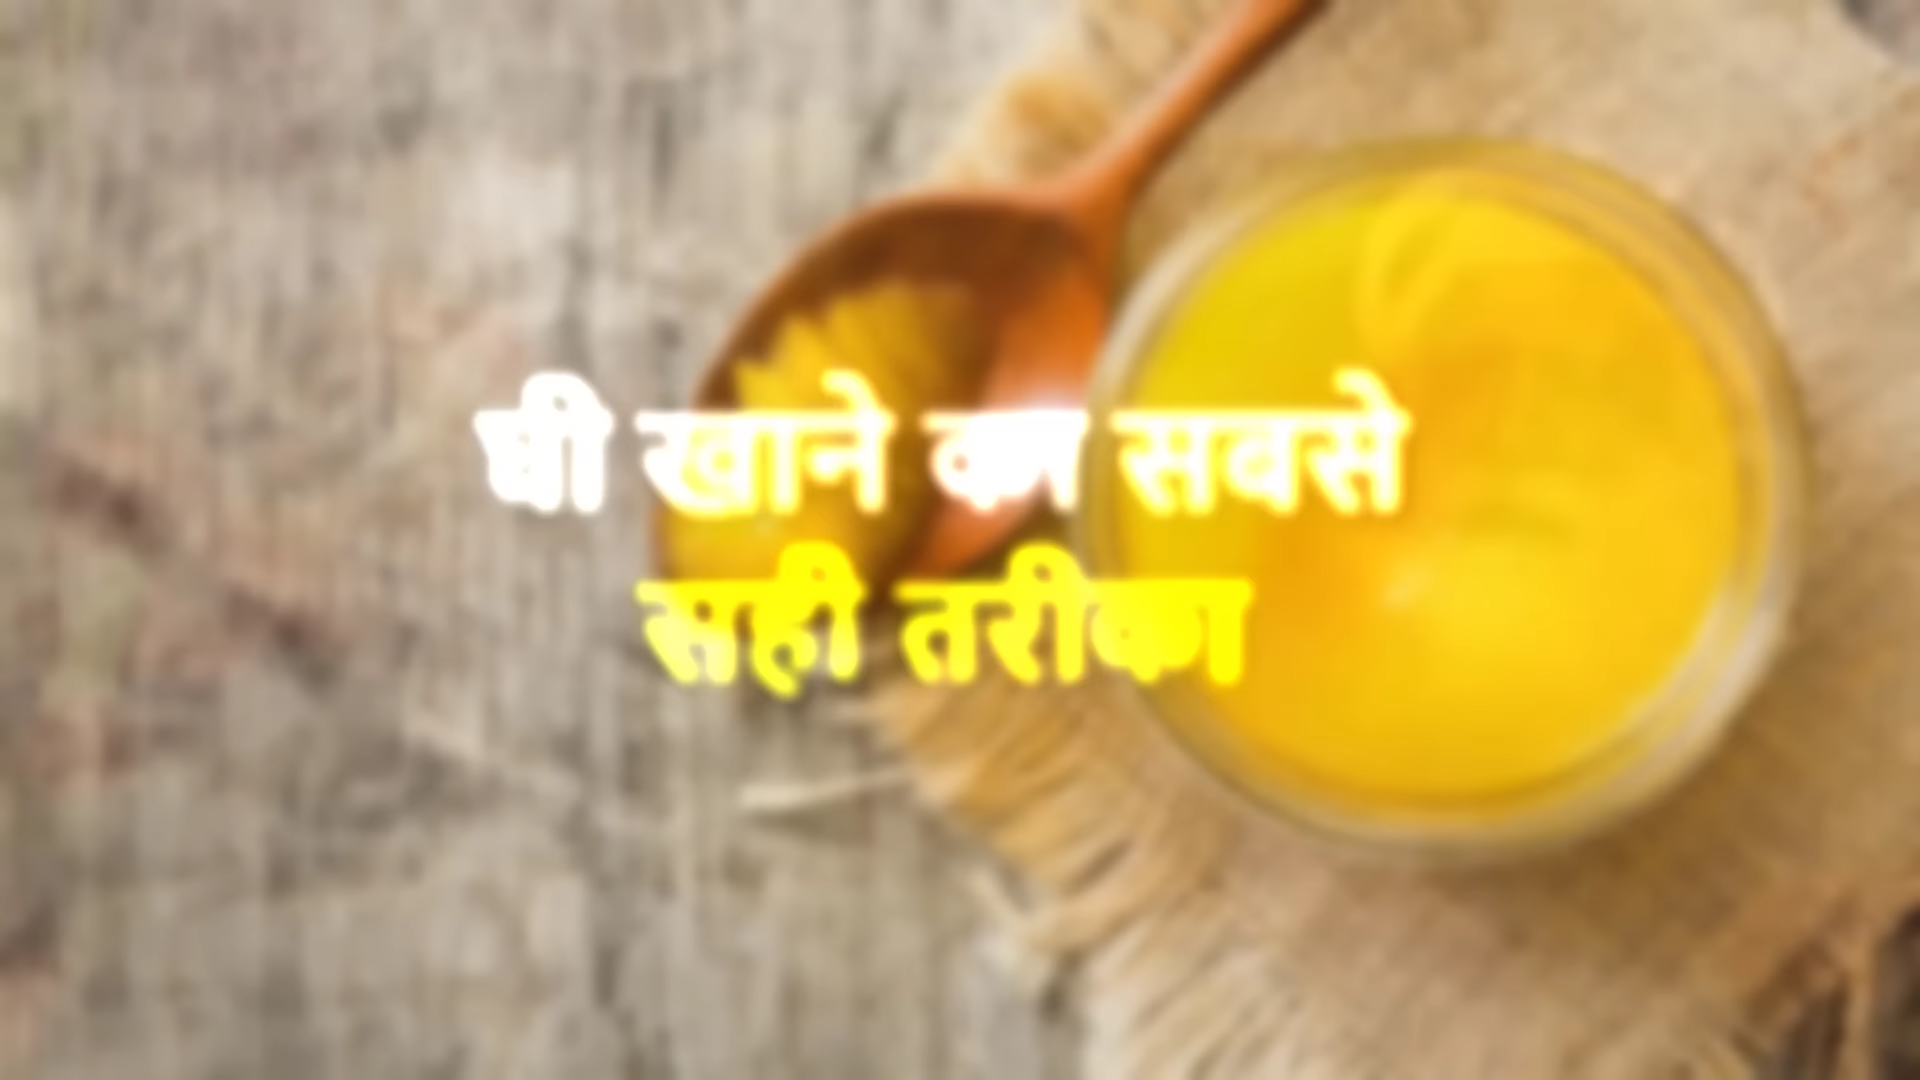 घी खाने का सबसे
सही तरीका